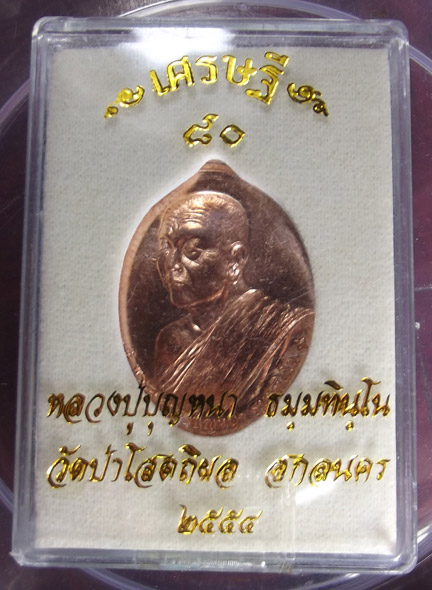 เศรษฐี
๘๐
หลวงปู่บุญหนา ธมฺมทินฺโน
วัดป่าโสตถิผล สกลนคร
๒๕๕๔